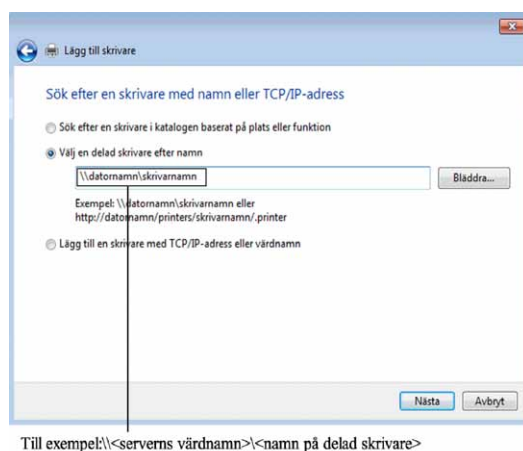 Lägg till skrivare
Sök efter en skrivare med namn eller TCP/IP-adress
Sök efter en skrivare i katalogen baserat på plats eller funktion
Välj en delad skrivare efter namn
\\datornamn\skrivarnamn
Bläddra...
Exempel: \\datornamn\skrivarnamn eller
http://datornamn/printers/skrivarnamn/.printer
Lägg till en skrivare med TCP/IP-adress eller värdnamn
Nästa
Avbryt
Till exempel:\\<serverns värdnamn>\<namn på delad skrivare>